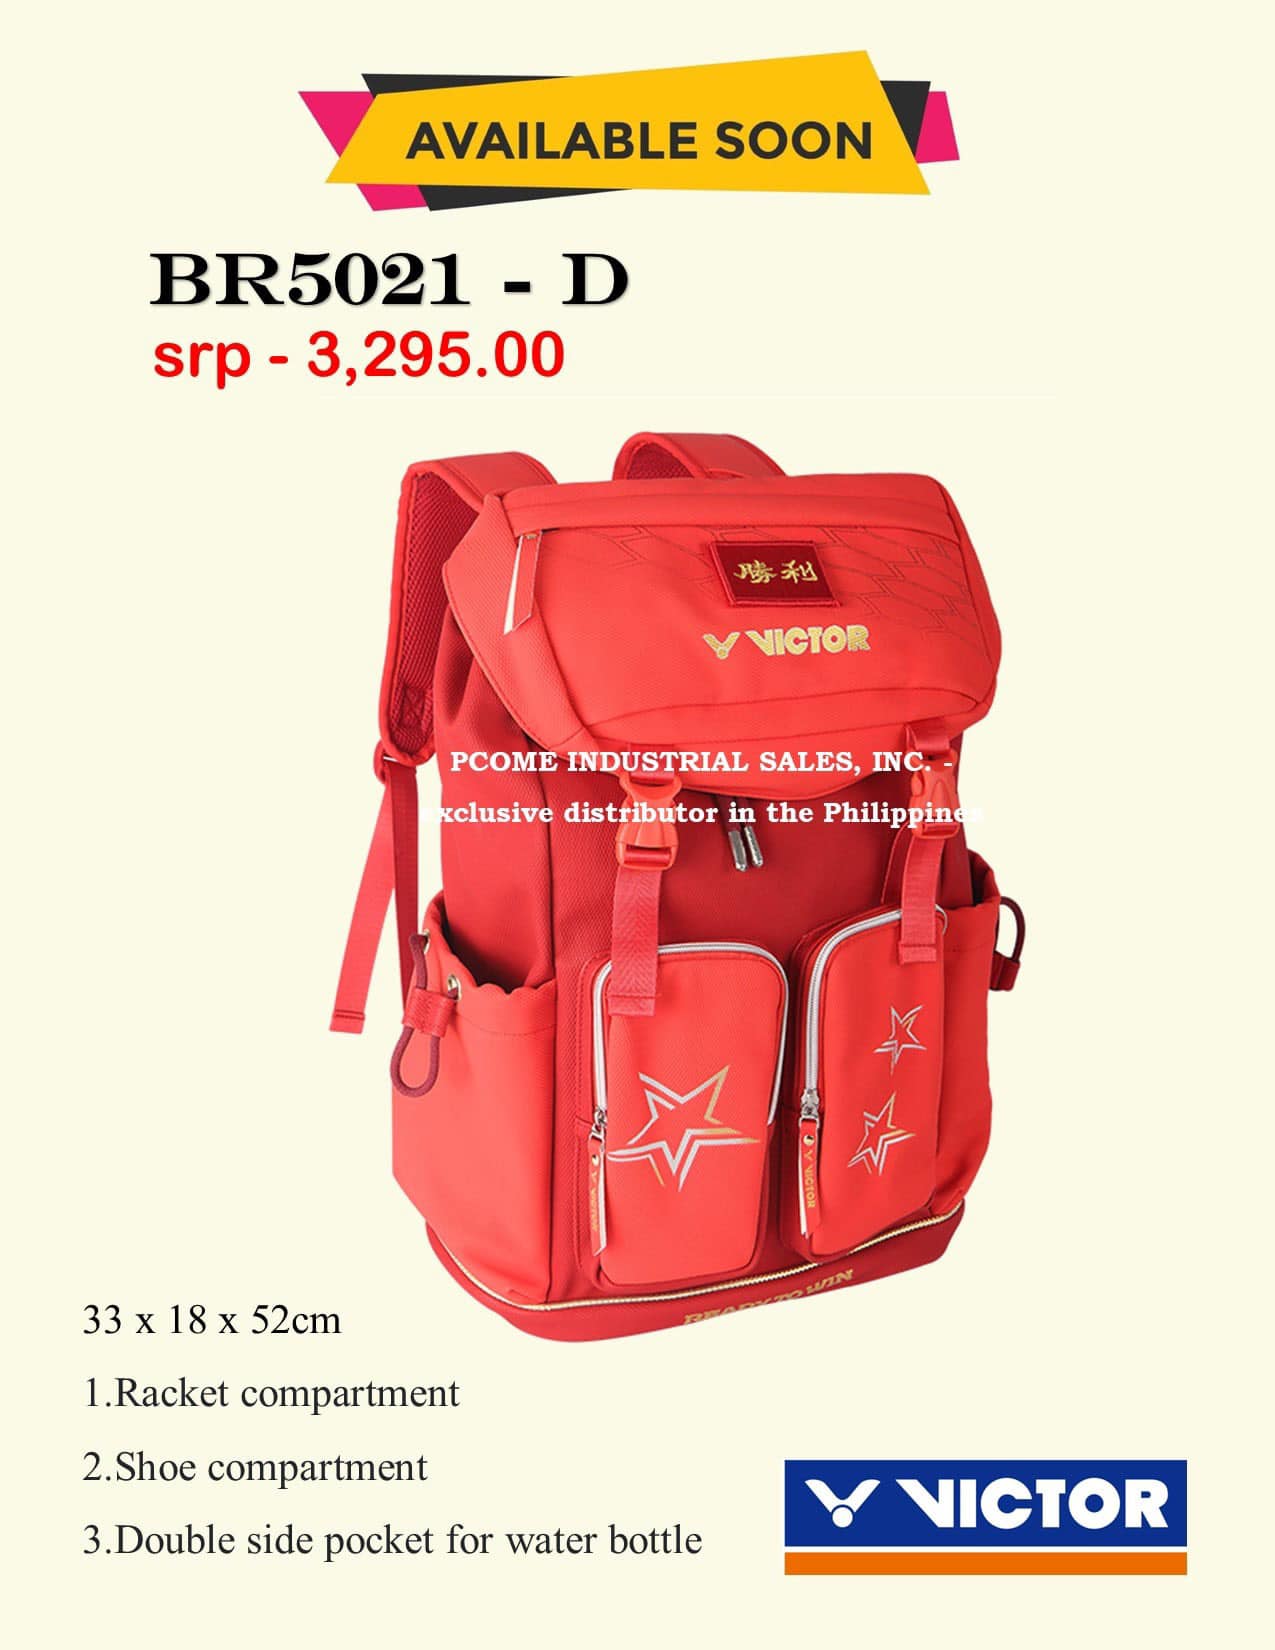 AVAILABLE SOON
BR5021 - D
srp - 3,295.00
勝利
VICTOR
PCOME INDUSTRIAL SALES, INC. -
exclusive distributor in the Philippines
VICTOR
VICTOR
READY TO WIN
33 x 18 x 52cm
1.Racket compartment
2.Shoe compartment
3.Double side pocket for water bottle
VICTOR